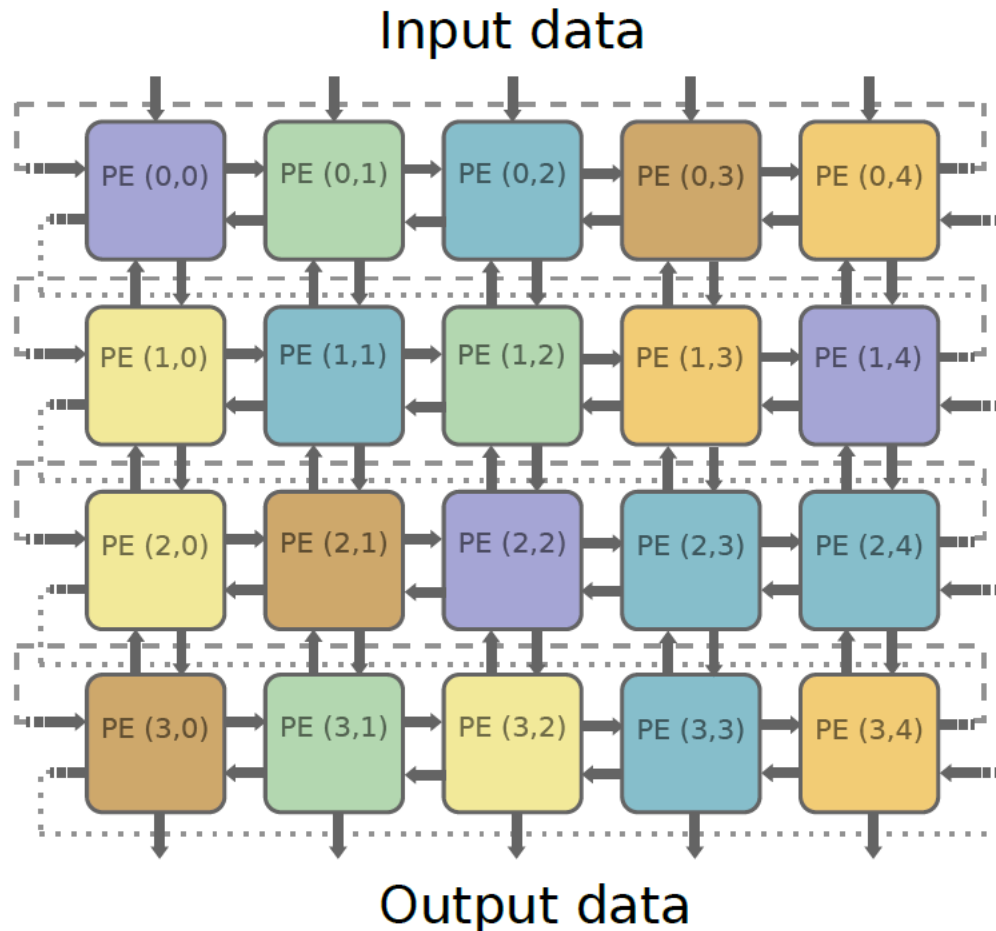 Input data
PE (0,0) PE (0,1) PE (0,2) PE (0,3) PE (0,4)
PE (1,0) PE (1,1) PE (1,2) PE (1,3) PE (1,4)
PE (2,0) PE (2,1) PE (2,2) PE (2,3) PE (2,4)
PE (3,0) PE (3,1) PE (3,2) PE (3,3) PE (3,4)
Output data